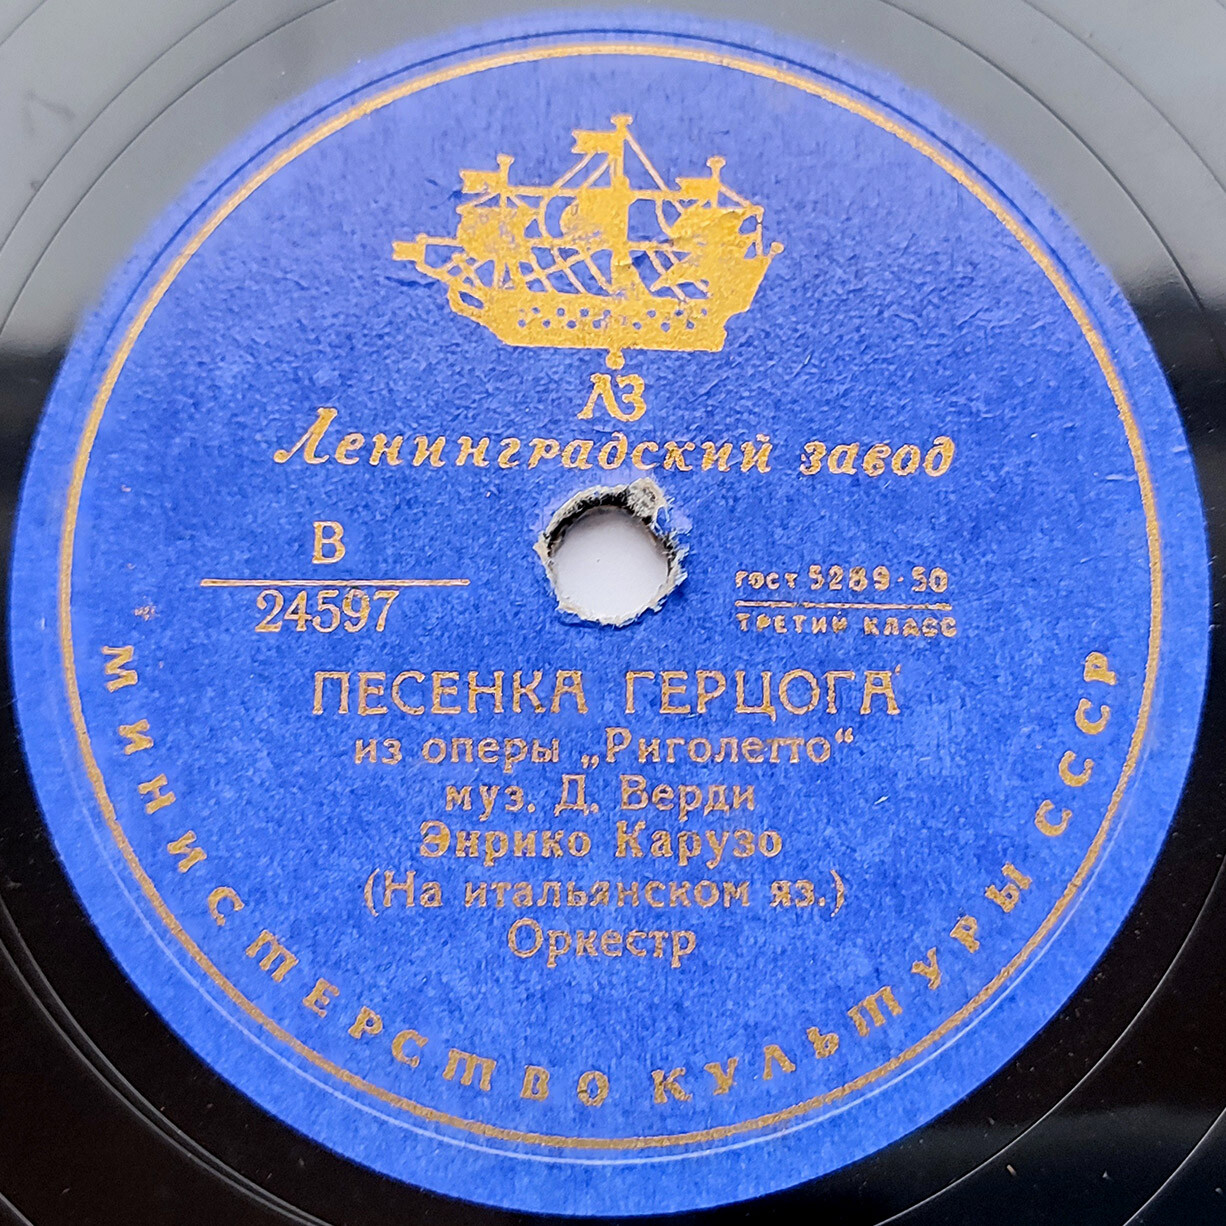 ЛЗ
Ленинградский завод
В
24597
ГОСТ 5289-50
ТРЕТИЙ КЛАСС
ПЕСЕНКА ГЕРЦОГА
из оперы „Риголетто“
муз. Д. Верди
Энрико Карузо
(На итальянском яз.)
Оркестр
МИНИСТЕРСТВО КУЛЬТУРЫ СССР